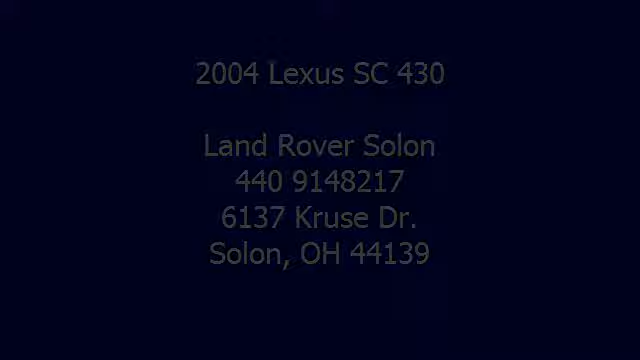 2004 Lexus SC 430
Land Rover Solon
440 9148217
6137 Kruse Dr.
Solon, OH 44139